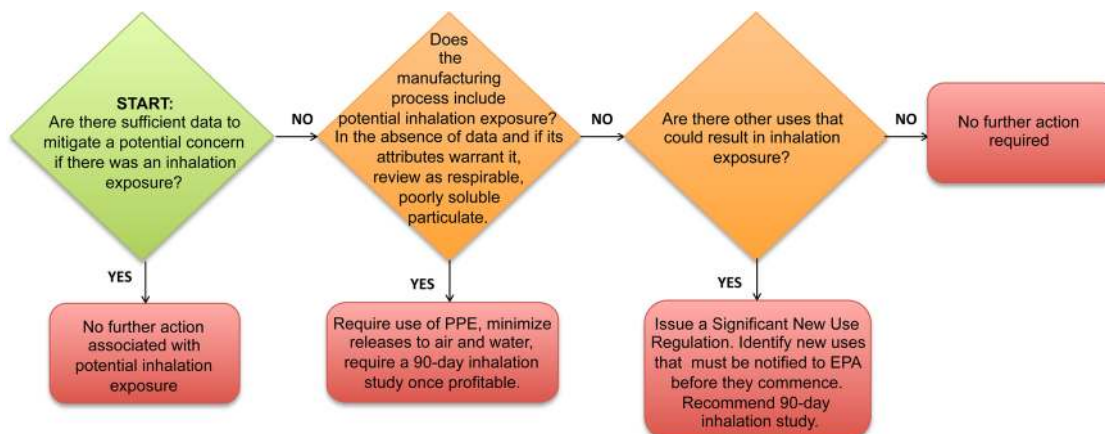 START:
Are there sufficient data to
mitigate a potential concern
if there was an inhalation
exposure?
NO
Does
the
manufacturing
process include
potential inhalation exposure?
In the absence of data and if its
attributes warrant it,
review as respirable,
poorly soluble
particulate.
NO
Are there other uses that
could result in inhalation
exposure?
NO
No further action
required
YES
No further action
associated with
potential inhalation
exposure
YES
Require use of PPE, minimize
releases to air and water,
require a 90-day inhalation
study once profitable.
YES
Issue a Significant New Use
Regulation. Identify new uses
that must be notified to EPA
before they commence.
Recommend 90-day
inhalation study.